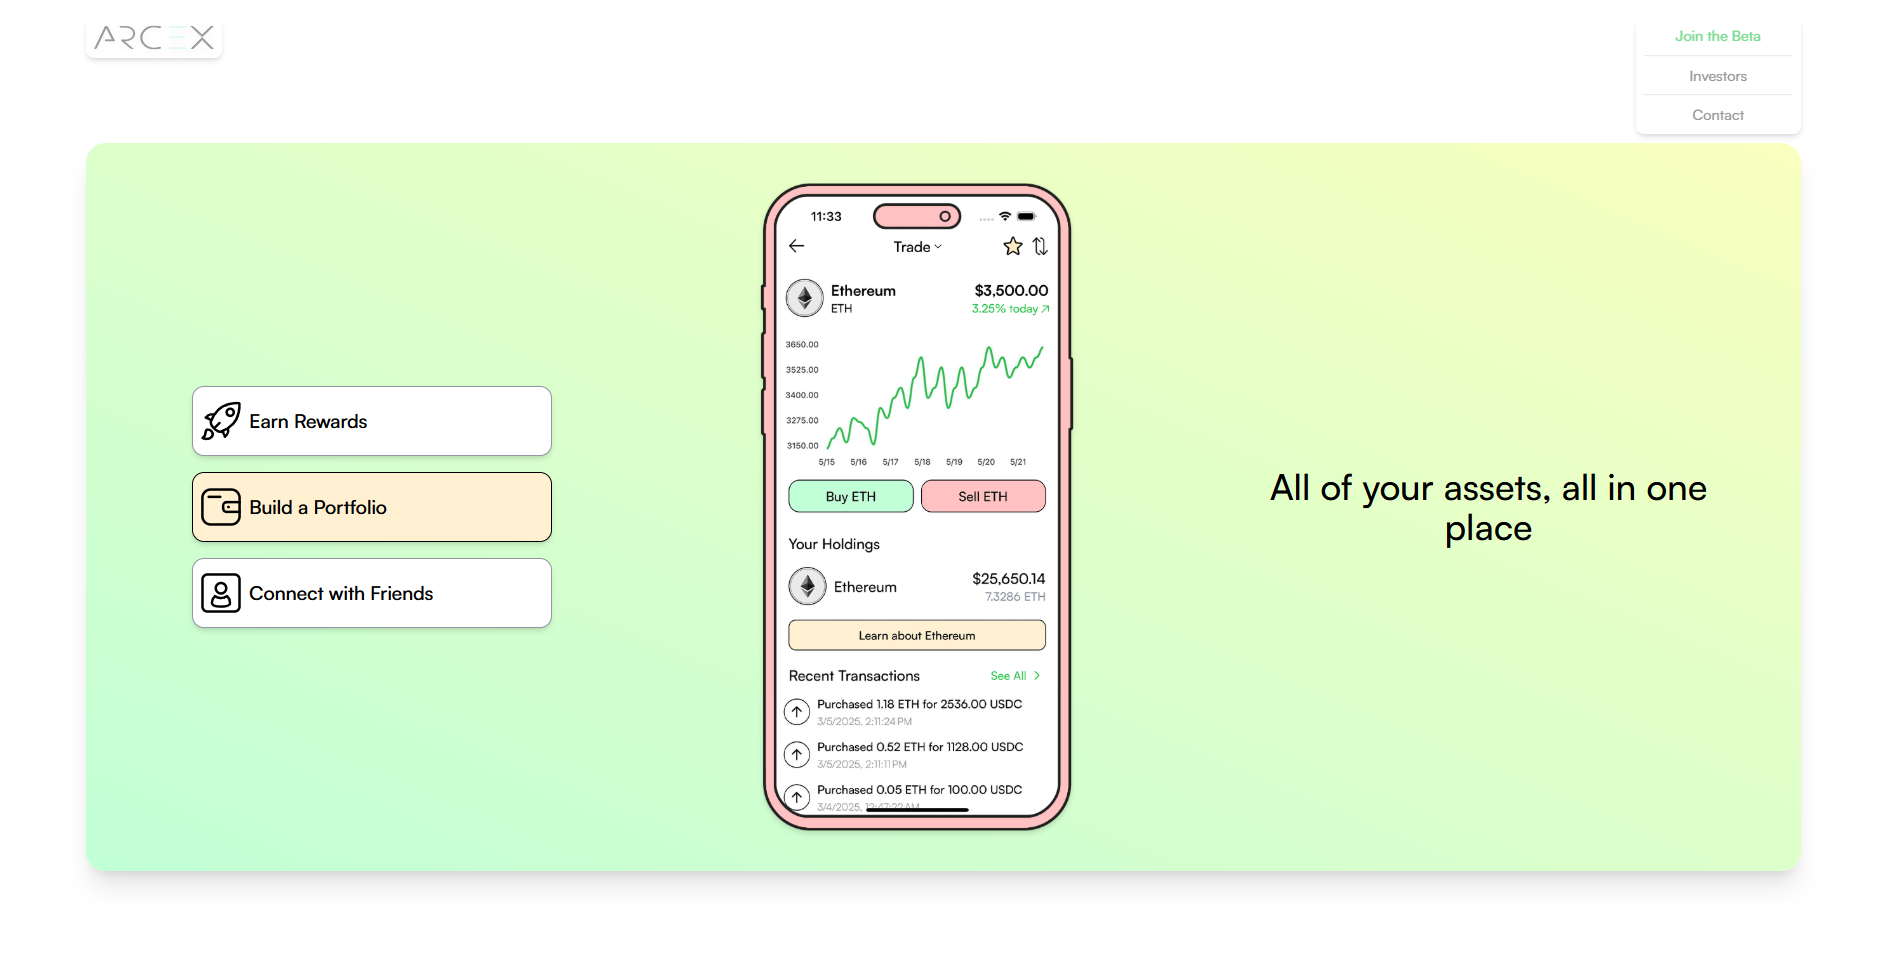 ARCEX
Join the Beta
Investors
Contact
Earn Rewards
Build a Portfolio
Connect with Friends
11:33
Trade
Ethereum
$3,500.00
ETH
3.25% today
3650.00
3525.00
3400.00
3275.00
3150.00
5/15 5/16 5/17 5/18 5/19 5/20 5/21
Buy ETH
Sell ETH
Your Holdings
Ethereum
$25,650.14
7.3286 ETH
Learn about Ethereum
Recent Transactions
See All
Purchased 1.18 ETH for 2536.00 USDC
3/5/2025, 2:11:24 PM
Purchased 0.52 ETH for 1128.00 USDC
3/5/2025, 2:11:11 PM
Purchased 0.05 ETH for 100.00 USDC
3/4/2025, 12:47:22 AM
All of your assets, all in one
place